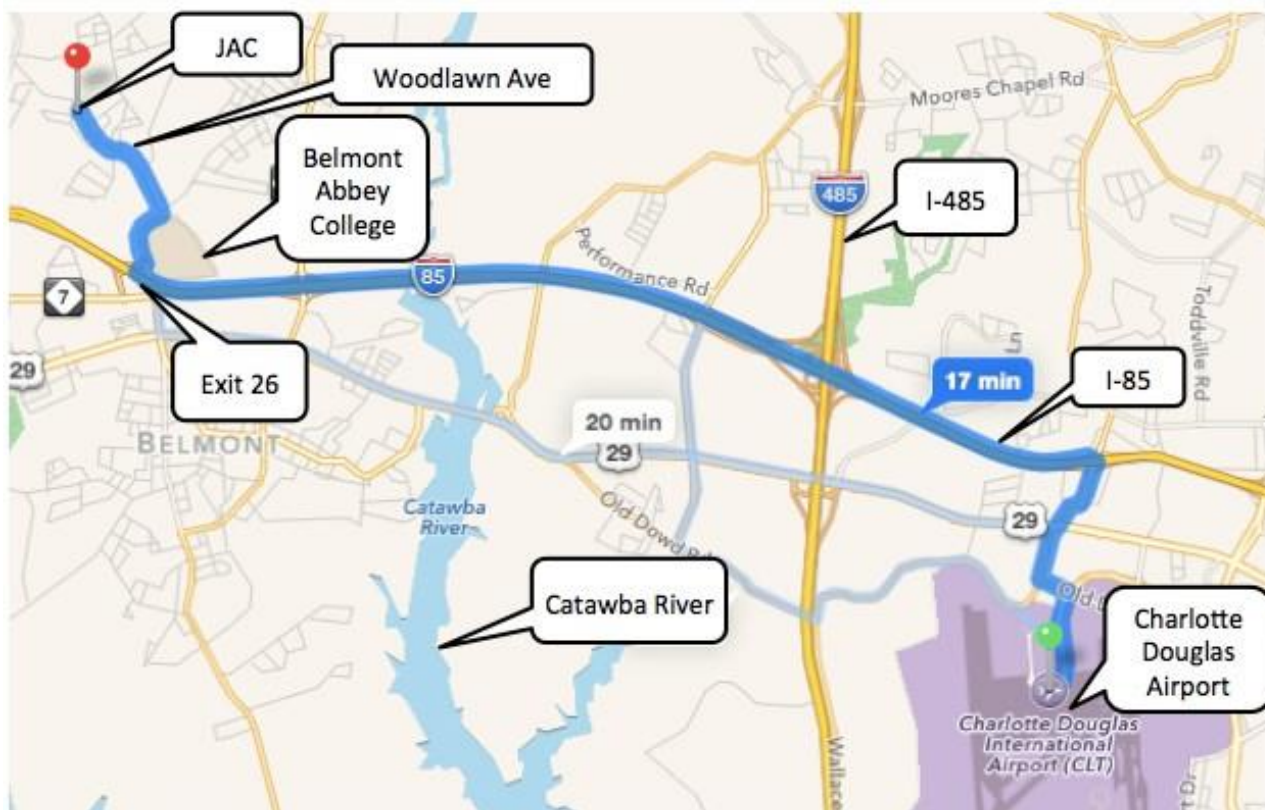 JAC
Woodlawn Ave
Moores Chapel Rd
Belmont
Abbey
College
485
I-485
Performance Rd
85
7
Toddville Rd
Ln
29
Exit 26
17 min
I-85
20 min
29
BELMONT
Catawba
River
29
Old Dowd Rd
Catawba River
Charlotte
Douglas
Airport
Charlotte Douglas
International
Airport (CLT)
Wallace